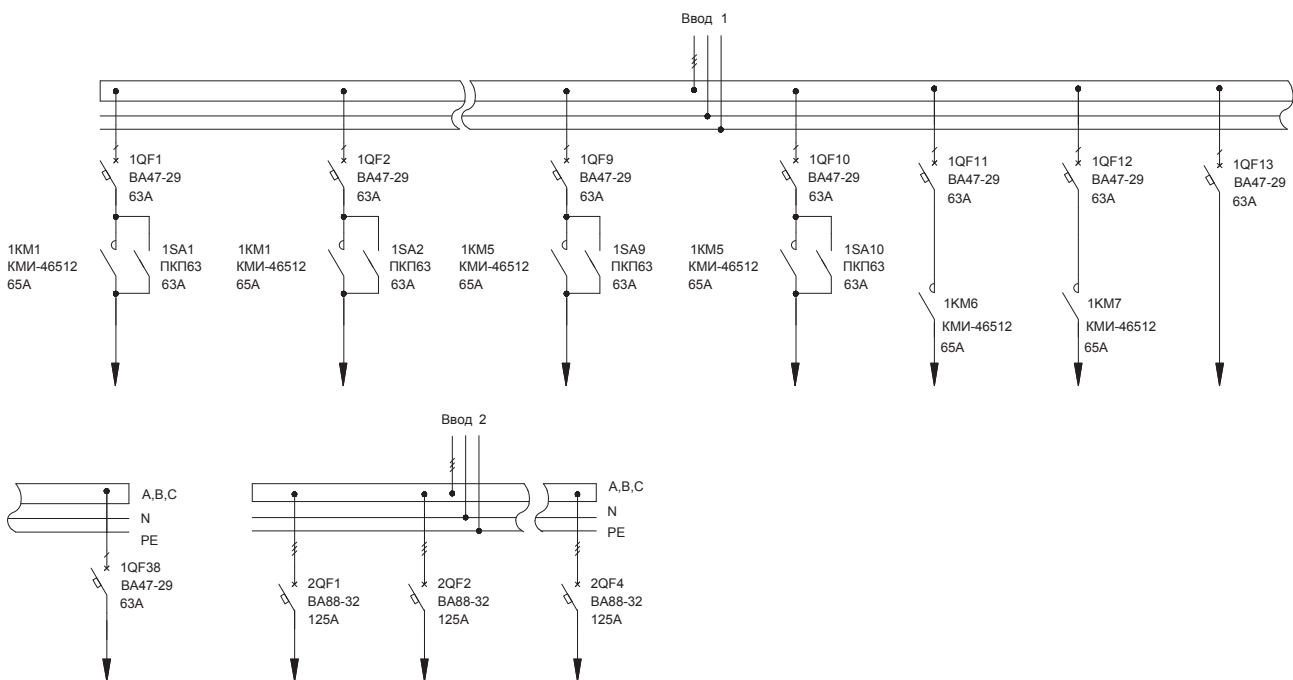 Ввод 1
1QF1
ВА47-29
63А
1QF2
ВА47-29
63А
1QF9
ВА47-29
63А
1QF10
ВА47-29
63А
1QF11
ВА47-29
63А
1QF12
ВА47-29
63А
1QF13
ВА47-29
63А
1КМ1
КМИ-46512
65А
1SA1
ПКП63
63А
1КМ1
КМИ-46512
65А
1SA2
ПКП63
63А
1КМ5
КМИ-46512
65А
1SA9
ПКП63
63А
1КМ5
КМИ-46512
65А
1SA10
ПКП63
63А
1КМ6
КМИ-46512
65А
1КМ7
КМИ-46512
65А
Ввод 2
A,B,C
N
PE
1QF38
ВА47-29
63А
A,B,C
N
PE
2QF1
ВА88-32
125А
2QF2
ВА88-32
125А
2QF4
ВА88-32
125А